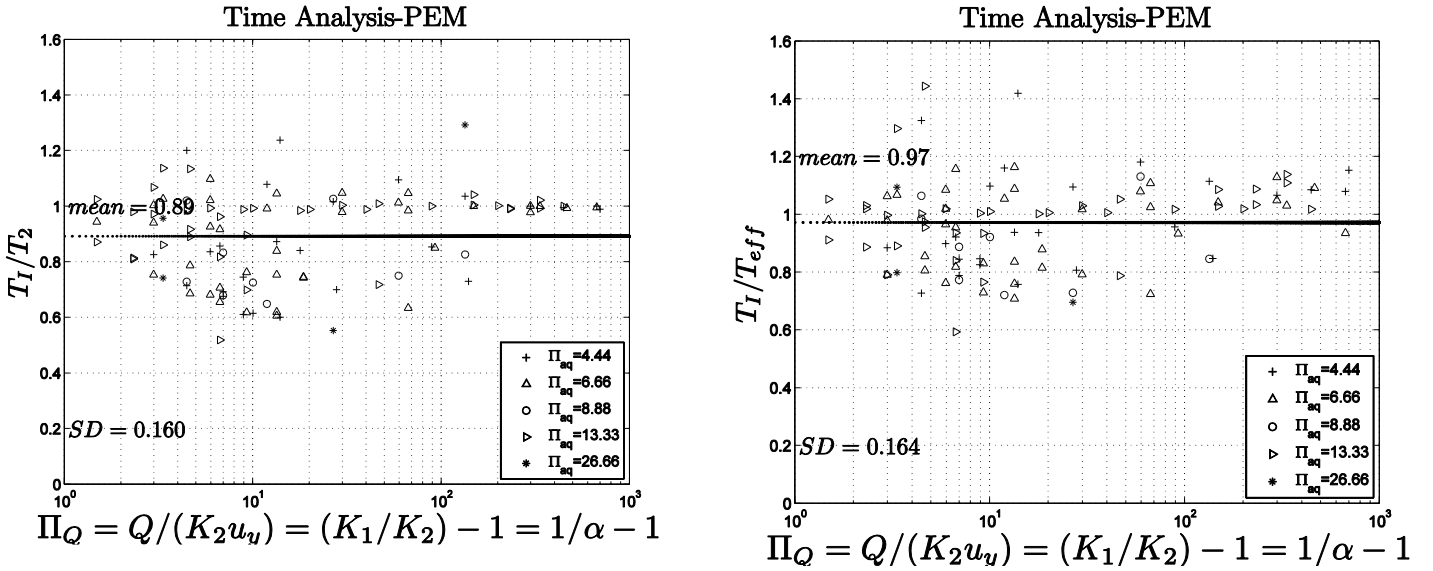 Time Analysis-PEM
1.6
1.4
1.2
1
0.8
0.6
0.4
0.2
0
T_I/T_2
mean = 0.89
SD = 0.160
Π_aq=4.44
Π_aq=6.66
Π_aq=8.88
Π_aq=13.33
Π_aq=26.66
10^0 10^1 10^2 10^3
Π_Q = Q/(K_2u_y) = (K_1/K_2) − 1 = 1/α − 1
Time Analysis-PEM
1.6
1.4
1.2
1
0.8
0.6
0.4
0.2
0
T_I/T_eff
mean = 0.97
SD = 0.164
Π_aq=4.44
Π_aq=6.66
Π_aq=8.88
Π_aq=13.33
Π_aq=26.66
10^0 10^1 10^2 10^3
Π_Q = Q/(K_2u_y) = (K_1/K_2) − 1 = 1/α − 1